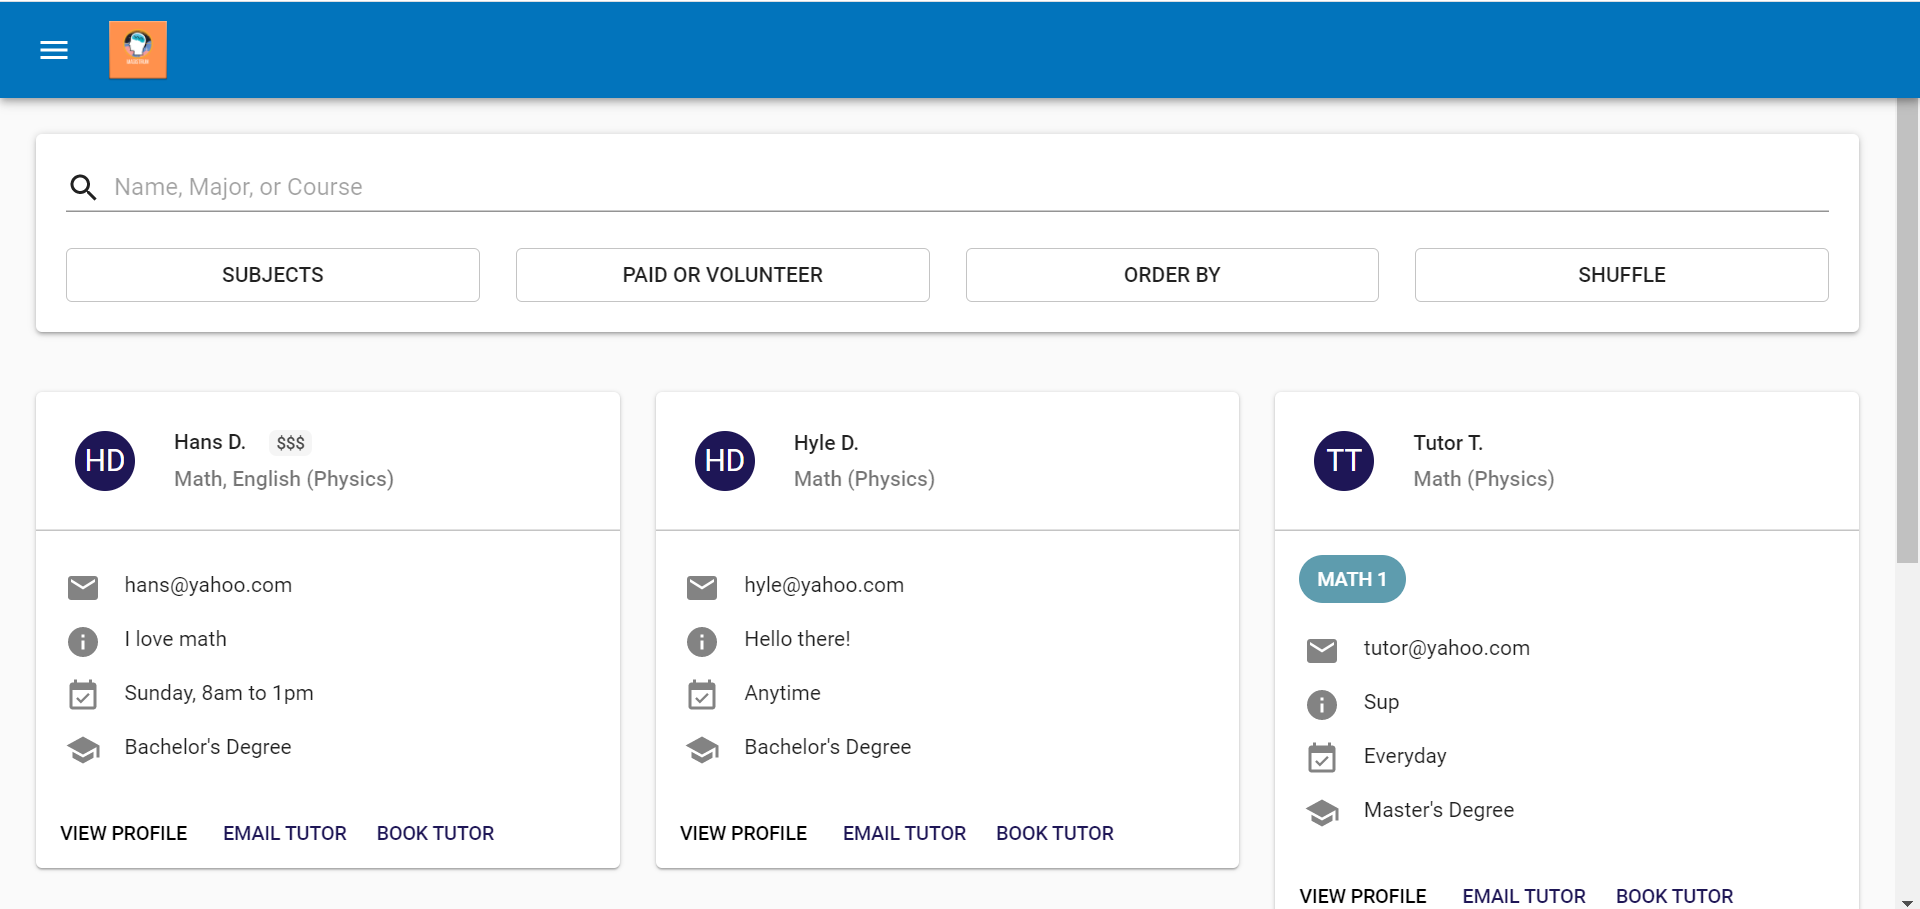 Name, Major, or Course
SUBJECTS
PAID OR VOLUNTEER
ORDER BY
SHUFFLE
HD
Hans D.
$$$
Math, English (Physics)
hans@yahoo.com
I love math
Sunday, 8am to 1pm
Bachelor's Degree
VIEW PROFILE
EMAIL TUTOR
BOOK TUTOR
HD
Hyle D.
Math (Physics)
hyle@yahoo.com
Hello there!
Anytime
Bachelor's Degree
VIEW PROFILE
EMAIL TUTOR
BOOK TUTOR
TT
Tutor T.
Math (Physics)
MATH 1
tutor@yahoo.com
Sup
Everyday
Master's Degree
VIEW PROFILE
EMAIL TUTOR
BOOK TUTOR